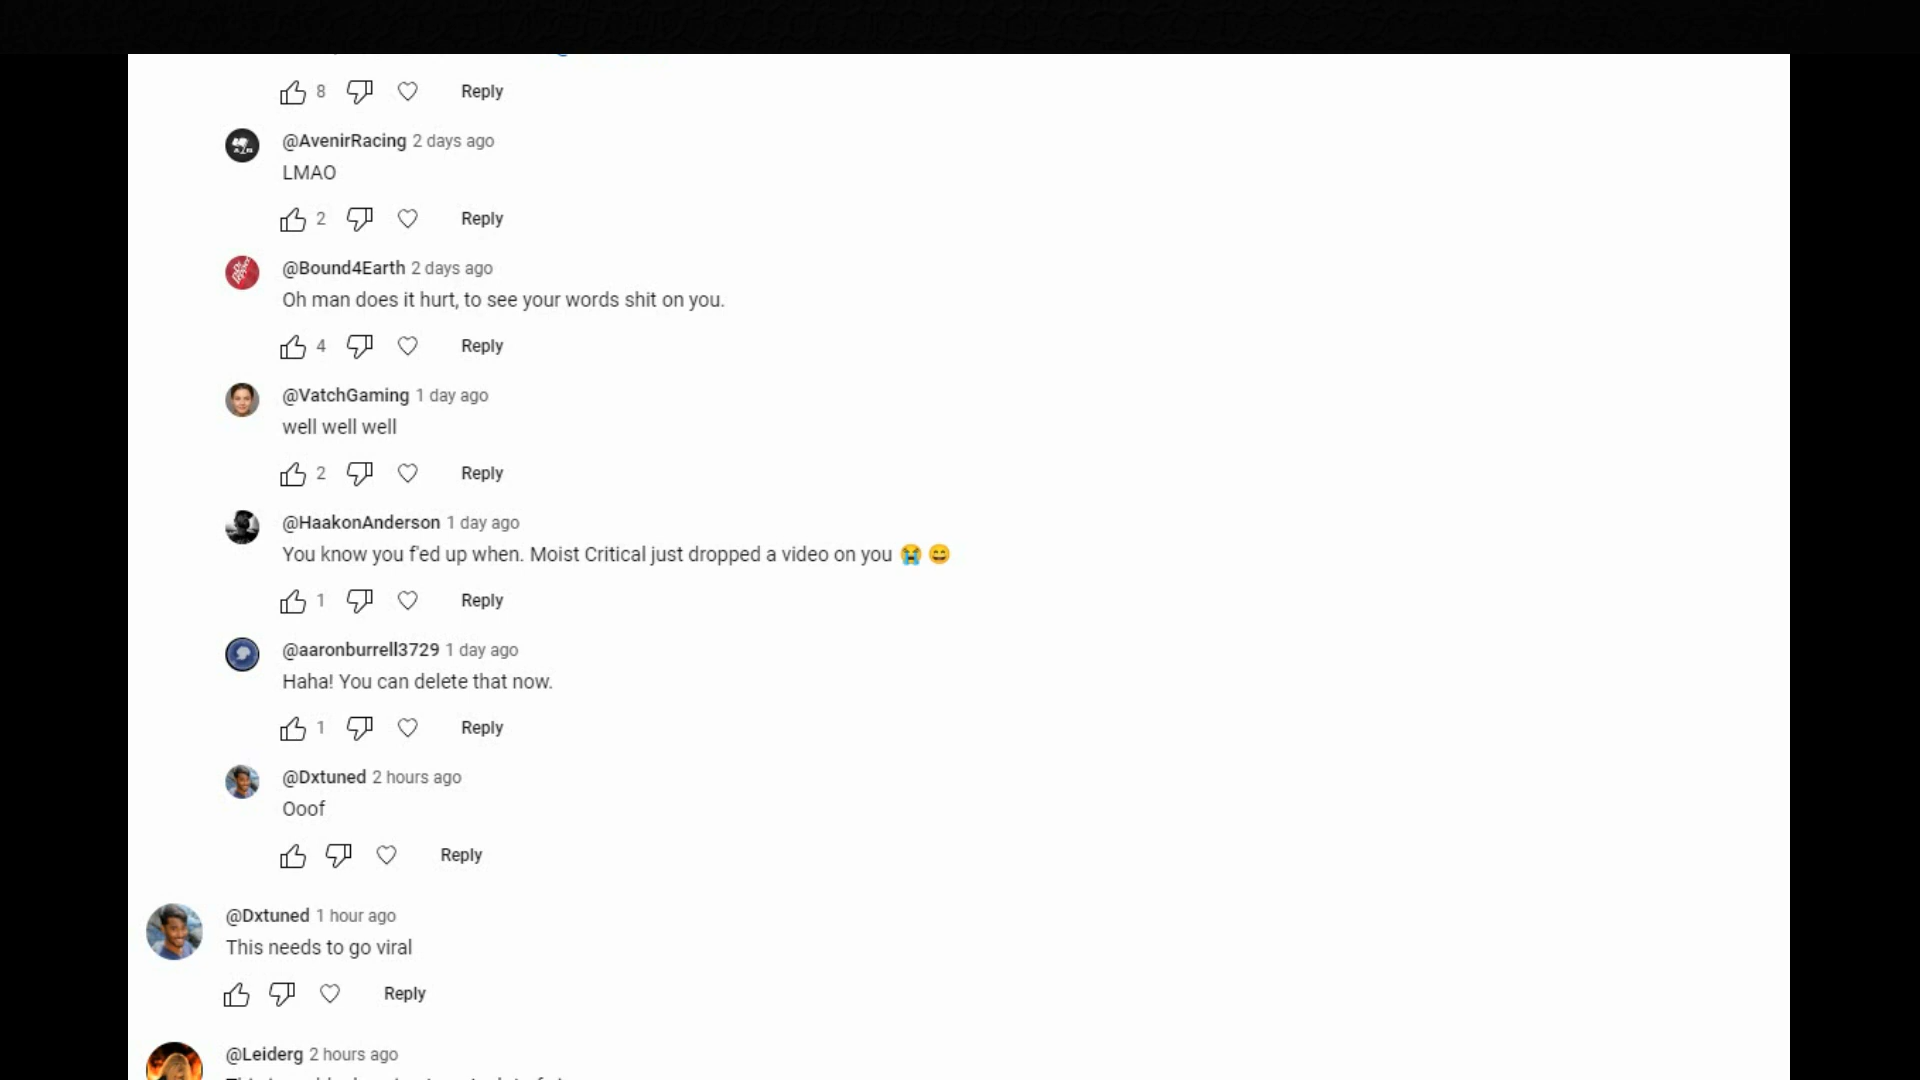 8 Reply
@AvenirRacing 2 days ago
LMAO
2 Reply
@Bound4Earth 2 days ago
Oh man does it hurt, to see your words shit on you.
4 Reply
@VatchGaming 1 day ago
well well well
2 Reply
@HaakonAnderson 1 day ago
You know you f'ed up when. Moist Critical just dropped a video on you 😭 😄
1 Reply
@aaronburrell3729 1 day ago
Haha! You can delete that now.
1 Reply
@Dxtuned 2 hours ago
Ooof
Reply
@Dxtuned 1 hour ago
This needs to go viral
Reply
@Leiderg 2 hours ago